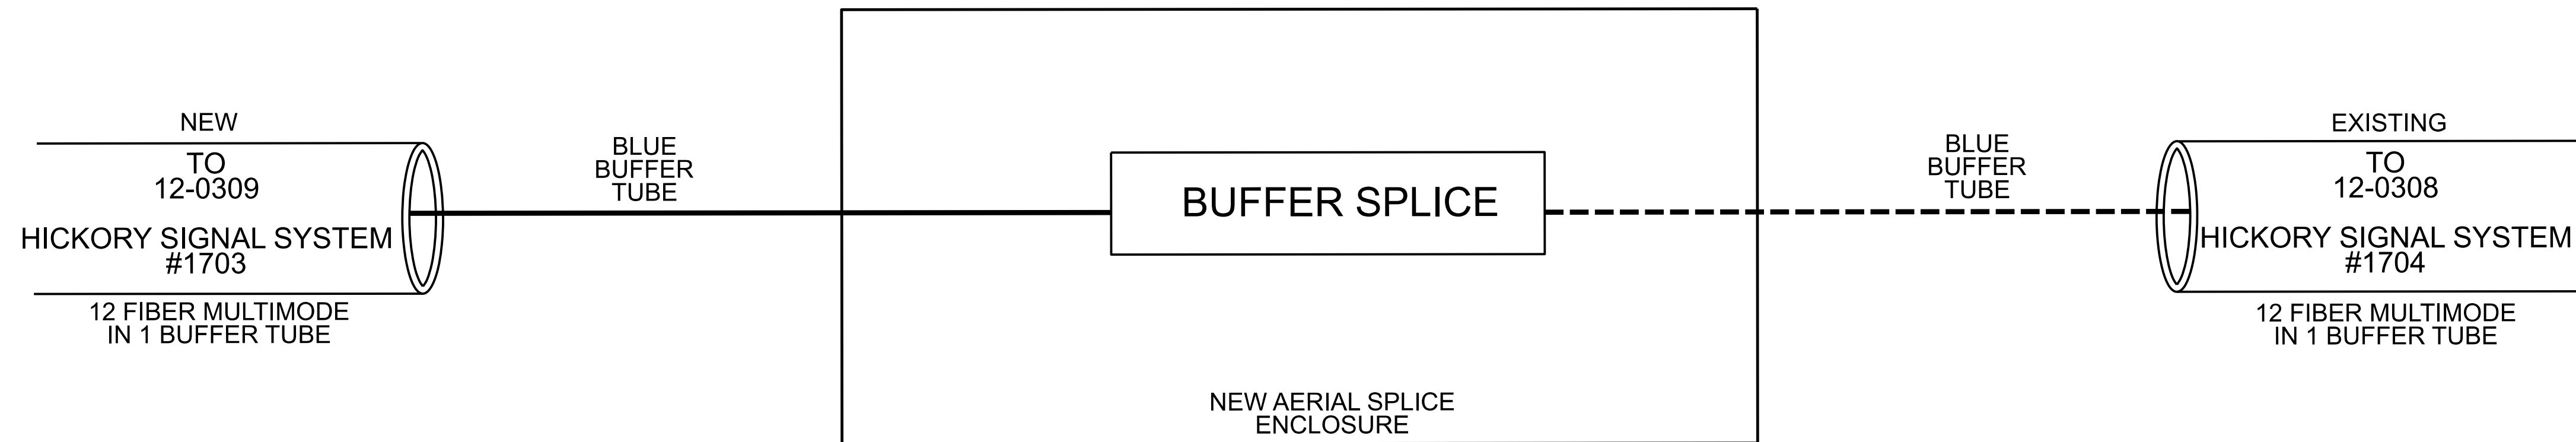 NEW
TO
12-0309
HICKORY SIGNAL SYSTEM
#1703
12 FIBER MULTIMODE
IN 1 BUFFER TUBE
BLUE
BUFFER
TUBE
BUFFER SPLICE
NEW AERIAL SPLICE
ENCLOSURE
BLUE
BUFFER
TUBE
EXISTING
TO
12-0308
HICKORY SIGNAL SYSTEM
#1704
12 FIBER MULTIMODE
IN 1 BUFFER TUBE